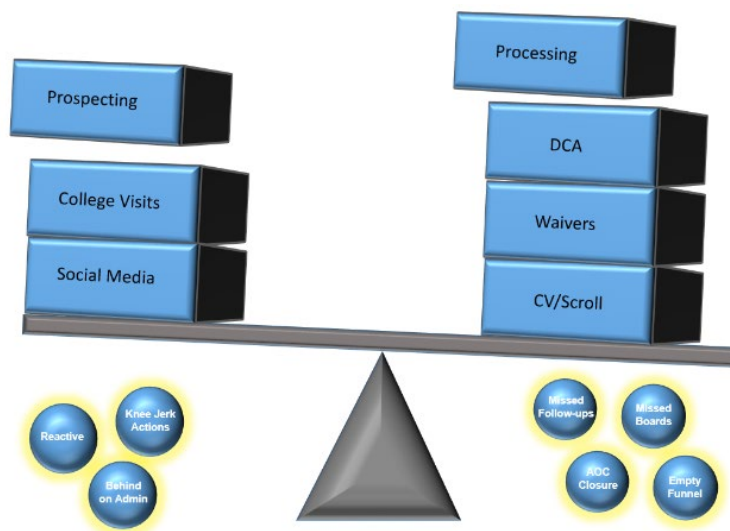 Prospecting
College Visits
Social Media
Processing
DCA
Waivers
CV/Scroll
Reactive
Knee Jerk
Actions
Behind
on Admin
Missed
Follow-ups
Missed
Boards
AOC
Closure
Empty
Funnel